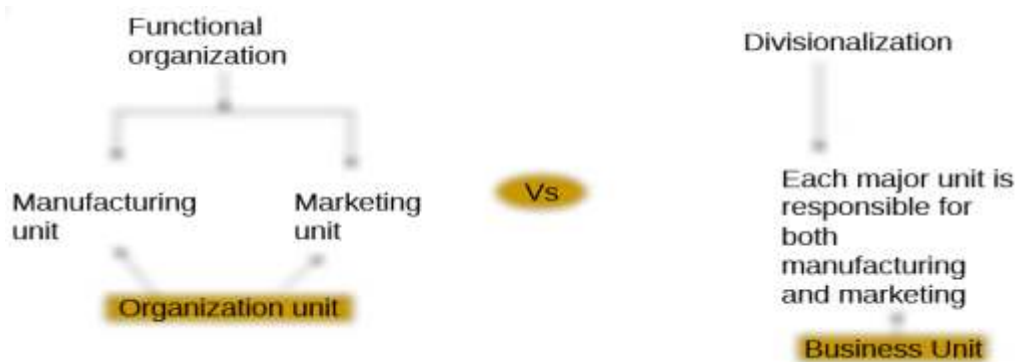 Functional
organization
Manufacturing
unit
Marketing
unit
Organization unit
Vs
Divisionalization
Each major unit is
responsible for
both
manufacturing
and marketing
Business Unit